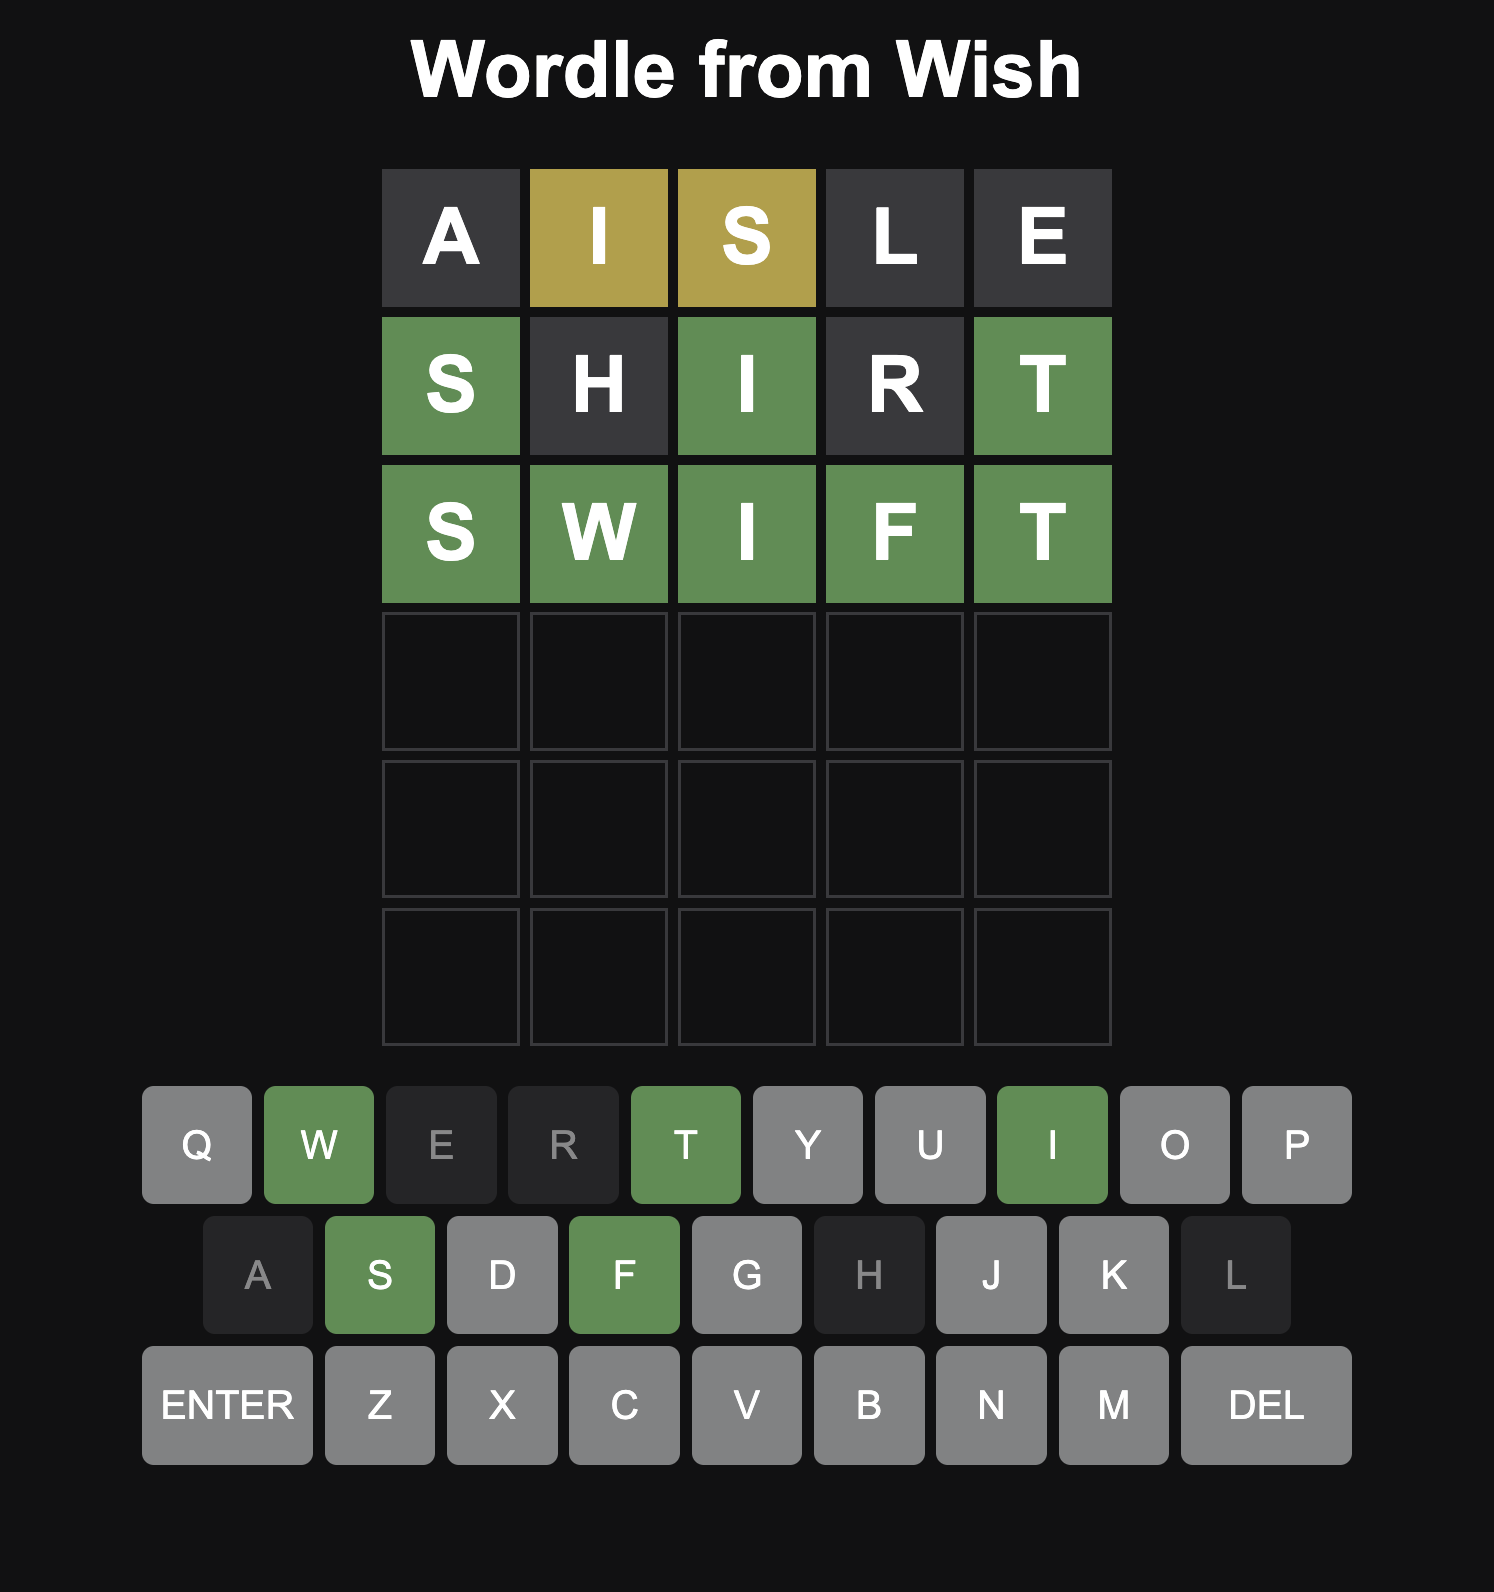 Wordle from Wish
A I S L E
S H I R T
S W I F T
Q W E R T Y U I O P
A S D F G H J K L
ENTER Z X C V B N M DEL